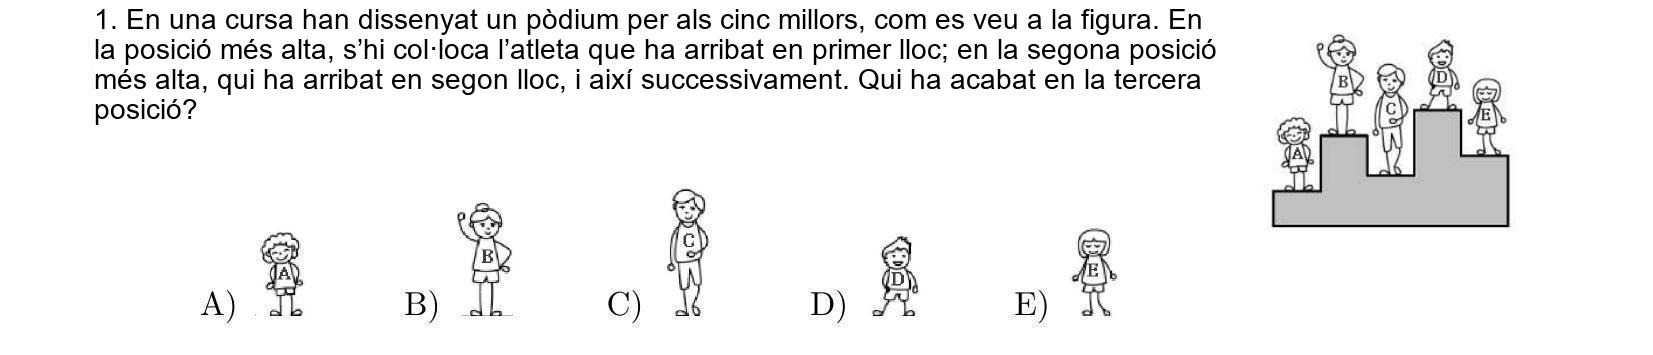 1. En una cursa han dissenyat un pòdium per als cinc millors, com es veu a la figura. En
la posició més alta, s’hi col·loca l’atleta que ha arribat en primer lloc; en la segona posició
més alta, qui ha arribat en segon lloc, i així successivament. Qui ha acabat en la tercera
posició?
A B C D E
A) A B) B C) C D) D E) E